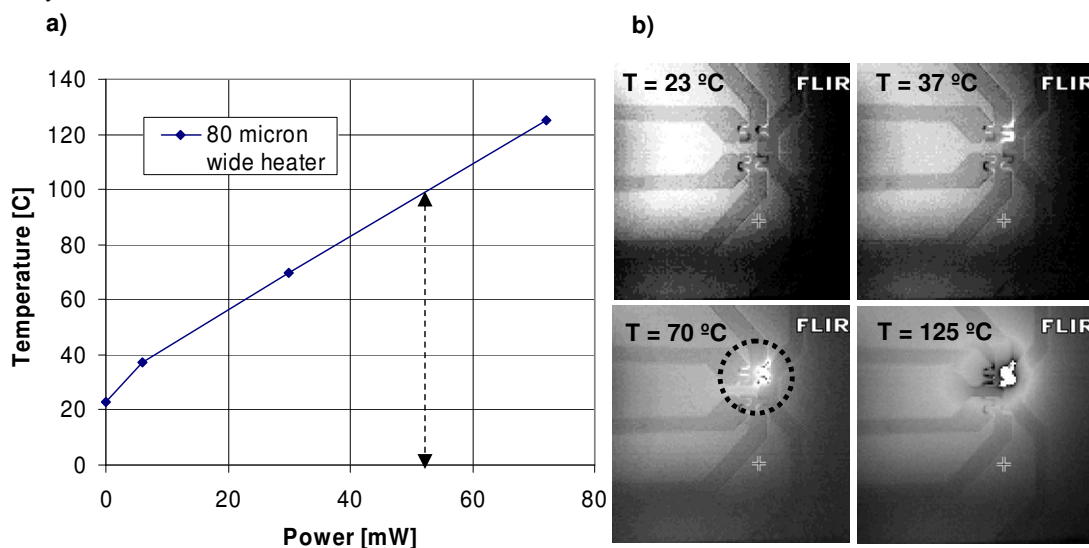 a)
b)
140
120
100
80
60
40
20
0
0 20 40 60 80
Temperature [C]
Power [mW]
80 micron
wide heater
T = 23 ºC
FLIR
T = 37 ºC
FLIR
T = 70 ºC
FLIR
T = 125 ºC
FLIR